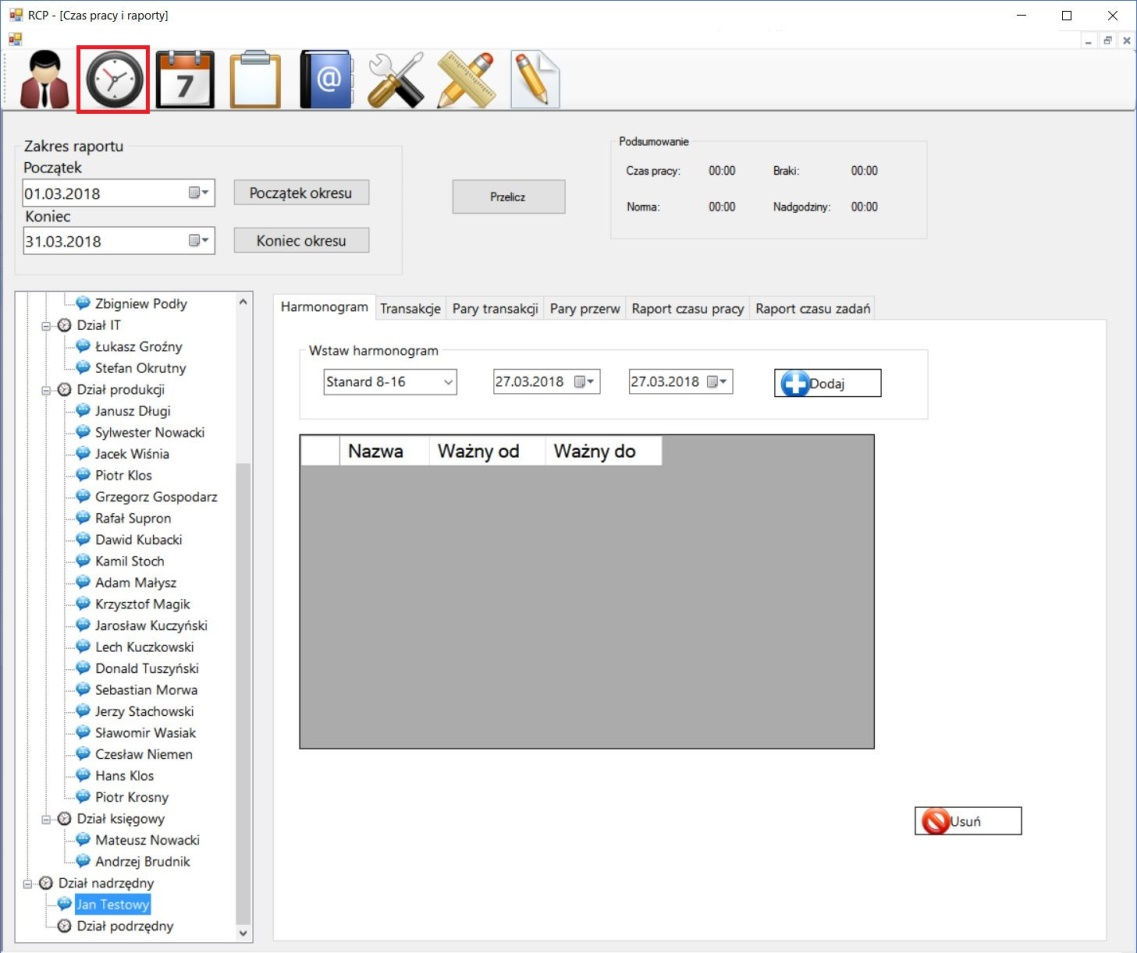 RCP - [Czas pracy i raporty]
7
@
Zakres raportu
Początek
01.03.2018
Początek okresu
Koniec
31.03.2018
Koniec okresu
Przelicz
Podsumowanie
Czas pracy: 00:00 Braki: 00:00
Norma: 00:00 Nadgodziny: 00:00
Zbigniew Podły
Dział IT
Łukasz Groźny
Stefan Okrutny
Dział produkcji
Janusz Długi
Sylwester Nowacki
Jacek Wiśnia
Piotr Klos
Grzegorz Gospodarz
Rafał Supron
Dawid Kubacki
Kamil Stoch
Adam Małysz
Krzysztof Magik
Jarosław Kuczyński
Lech Kuczkowski
Donald Tuszyński
Sebastian Morwa
Jerzy Stachowski
Sławomir Wasiak
Czesław Niemen
Hans Klos
Piotr Krosny
Dział księgowy
Mateusz Nowacki
Andrzej Brudnik
Dział nadrzędny
Jan Testowy
Dział podrzędny
Harmonogram Transakcje Pary transakcji Pary przerw Raport czasu pracy Raport czasu zadań
Wstaw harmonogram
Stanard 8-16 27.03.2018 27.03.2018 Dodaj
Nazwa Ważny od Ważny do
Usuń